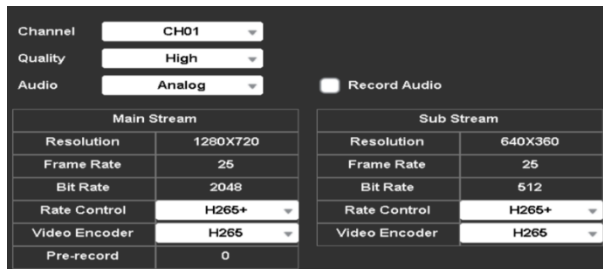 Channel CH01
Quality High
Audio Analog Record Audio
Main Stream Sub Stream
Resolution 1280X720 Resolution 640X360
Frame Rate 25 Frame Rate 25
Bit Rate 2048 Bit Rate 512
Rate Control H265+ Rate Control H265+
Video Encoder H265 Video Encoder H265
Pre-record 0